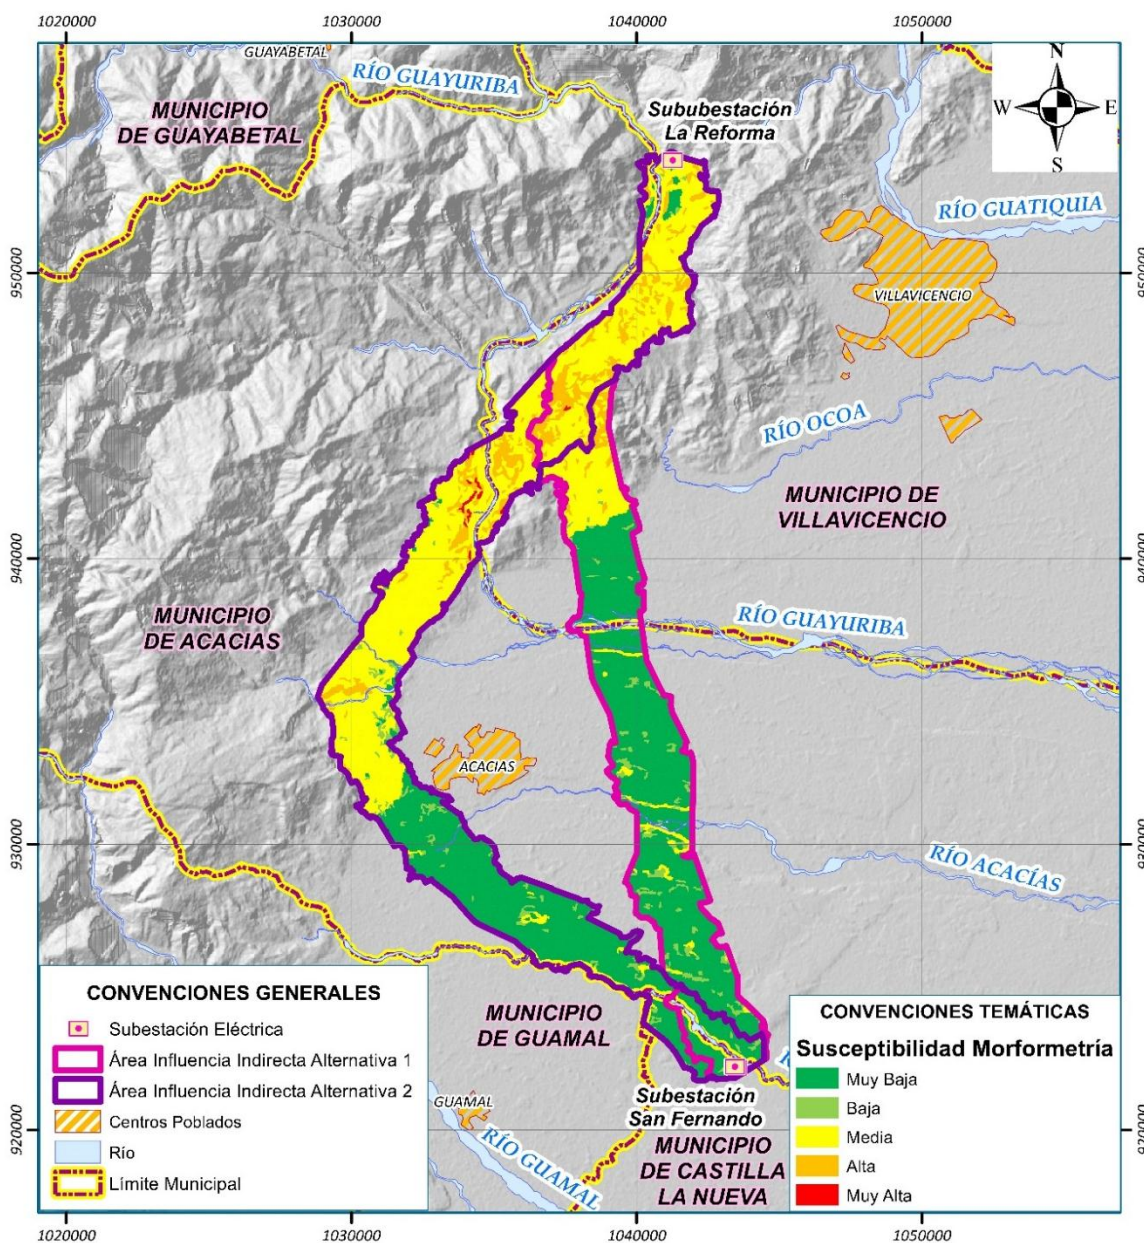 1020000
1030000
1040000
1050000
GUAYABETAL
RÍO GUAYURIBA
MUNICIPIO
DE GUAYABETAL
Sububestación
La Reforma
N
W
E
S
RÍO GUATIQUIA
950000
950000
VILLAVICENCIO
RÍO OCOA
MUNICIPIO DE
VILLAVICENCIO
940000
940000
MUNICIPIO
DE ACACIAS
RÍO GUAYURIBA
ACACIAS
930000
930000
RÍO ACACÍAS
CONVENCIONES GENERALES
Subestación Eléctrica
Área Influencia Indirecta Alternativa 1
Área Influencia Indirecta Alternativa 2
Centros Poblados
Río
Límite Municipal
MUNICIPIO
DE GUAMAL
GUAMAL
RÍO GUAMAL
Subestación
San Fernando
MUNICIPIO
DE CASTILLA
LA NUEVA
CONVENCIONES TEMÁTICAS
Susceptibilidad Morformetría
Muy Baja
Baja
Media
Alta
Muy Alta
920000
920000
1020000
1030000
1040000
1050000